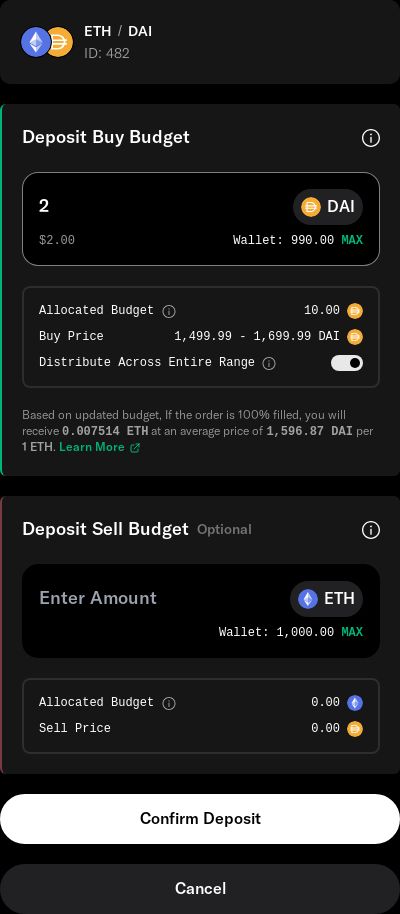 ETH / DAI
ID: 482
Deposit Buy Budget
2
DAI
$2.00
Wallet: 990.00 MAX
Allocated Budget
10.00
Buy Price
1,499.99 - 1,699.99 DAI
Distribute Across Entire Range
Based on updated budget, If the order is 100% filled, you will
receive 0.007514 ETH at an average price of 1,596.87 DAI per
1 ETH. Learn More
Deposit Sell Budget Optional
Enter Amount
ETH
Wallet: 1,000.00 MAX
Allocated Budget
0.00
Sell Price
0.00
Confirm Deposit
Cancel